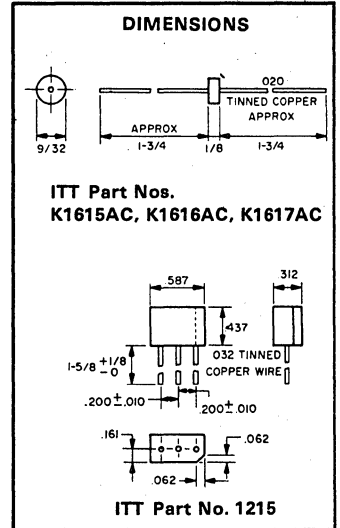 DIMENSIONS
.020
TINNED COPPER
APPROX
APPROX
9/32
1-3/4
1/8
1-3/4
ITT Part Nos.
K1615AC, K1616AC, K1617AC
.587
.312
.437
1-5/8 +1/8 -0
032 TINNED
COPPER WIRE
.200±.010
.200±.010
.161
.062
.062
ITT Part No. 1215